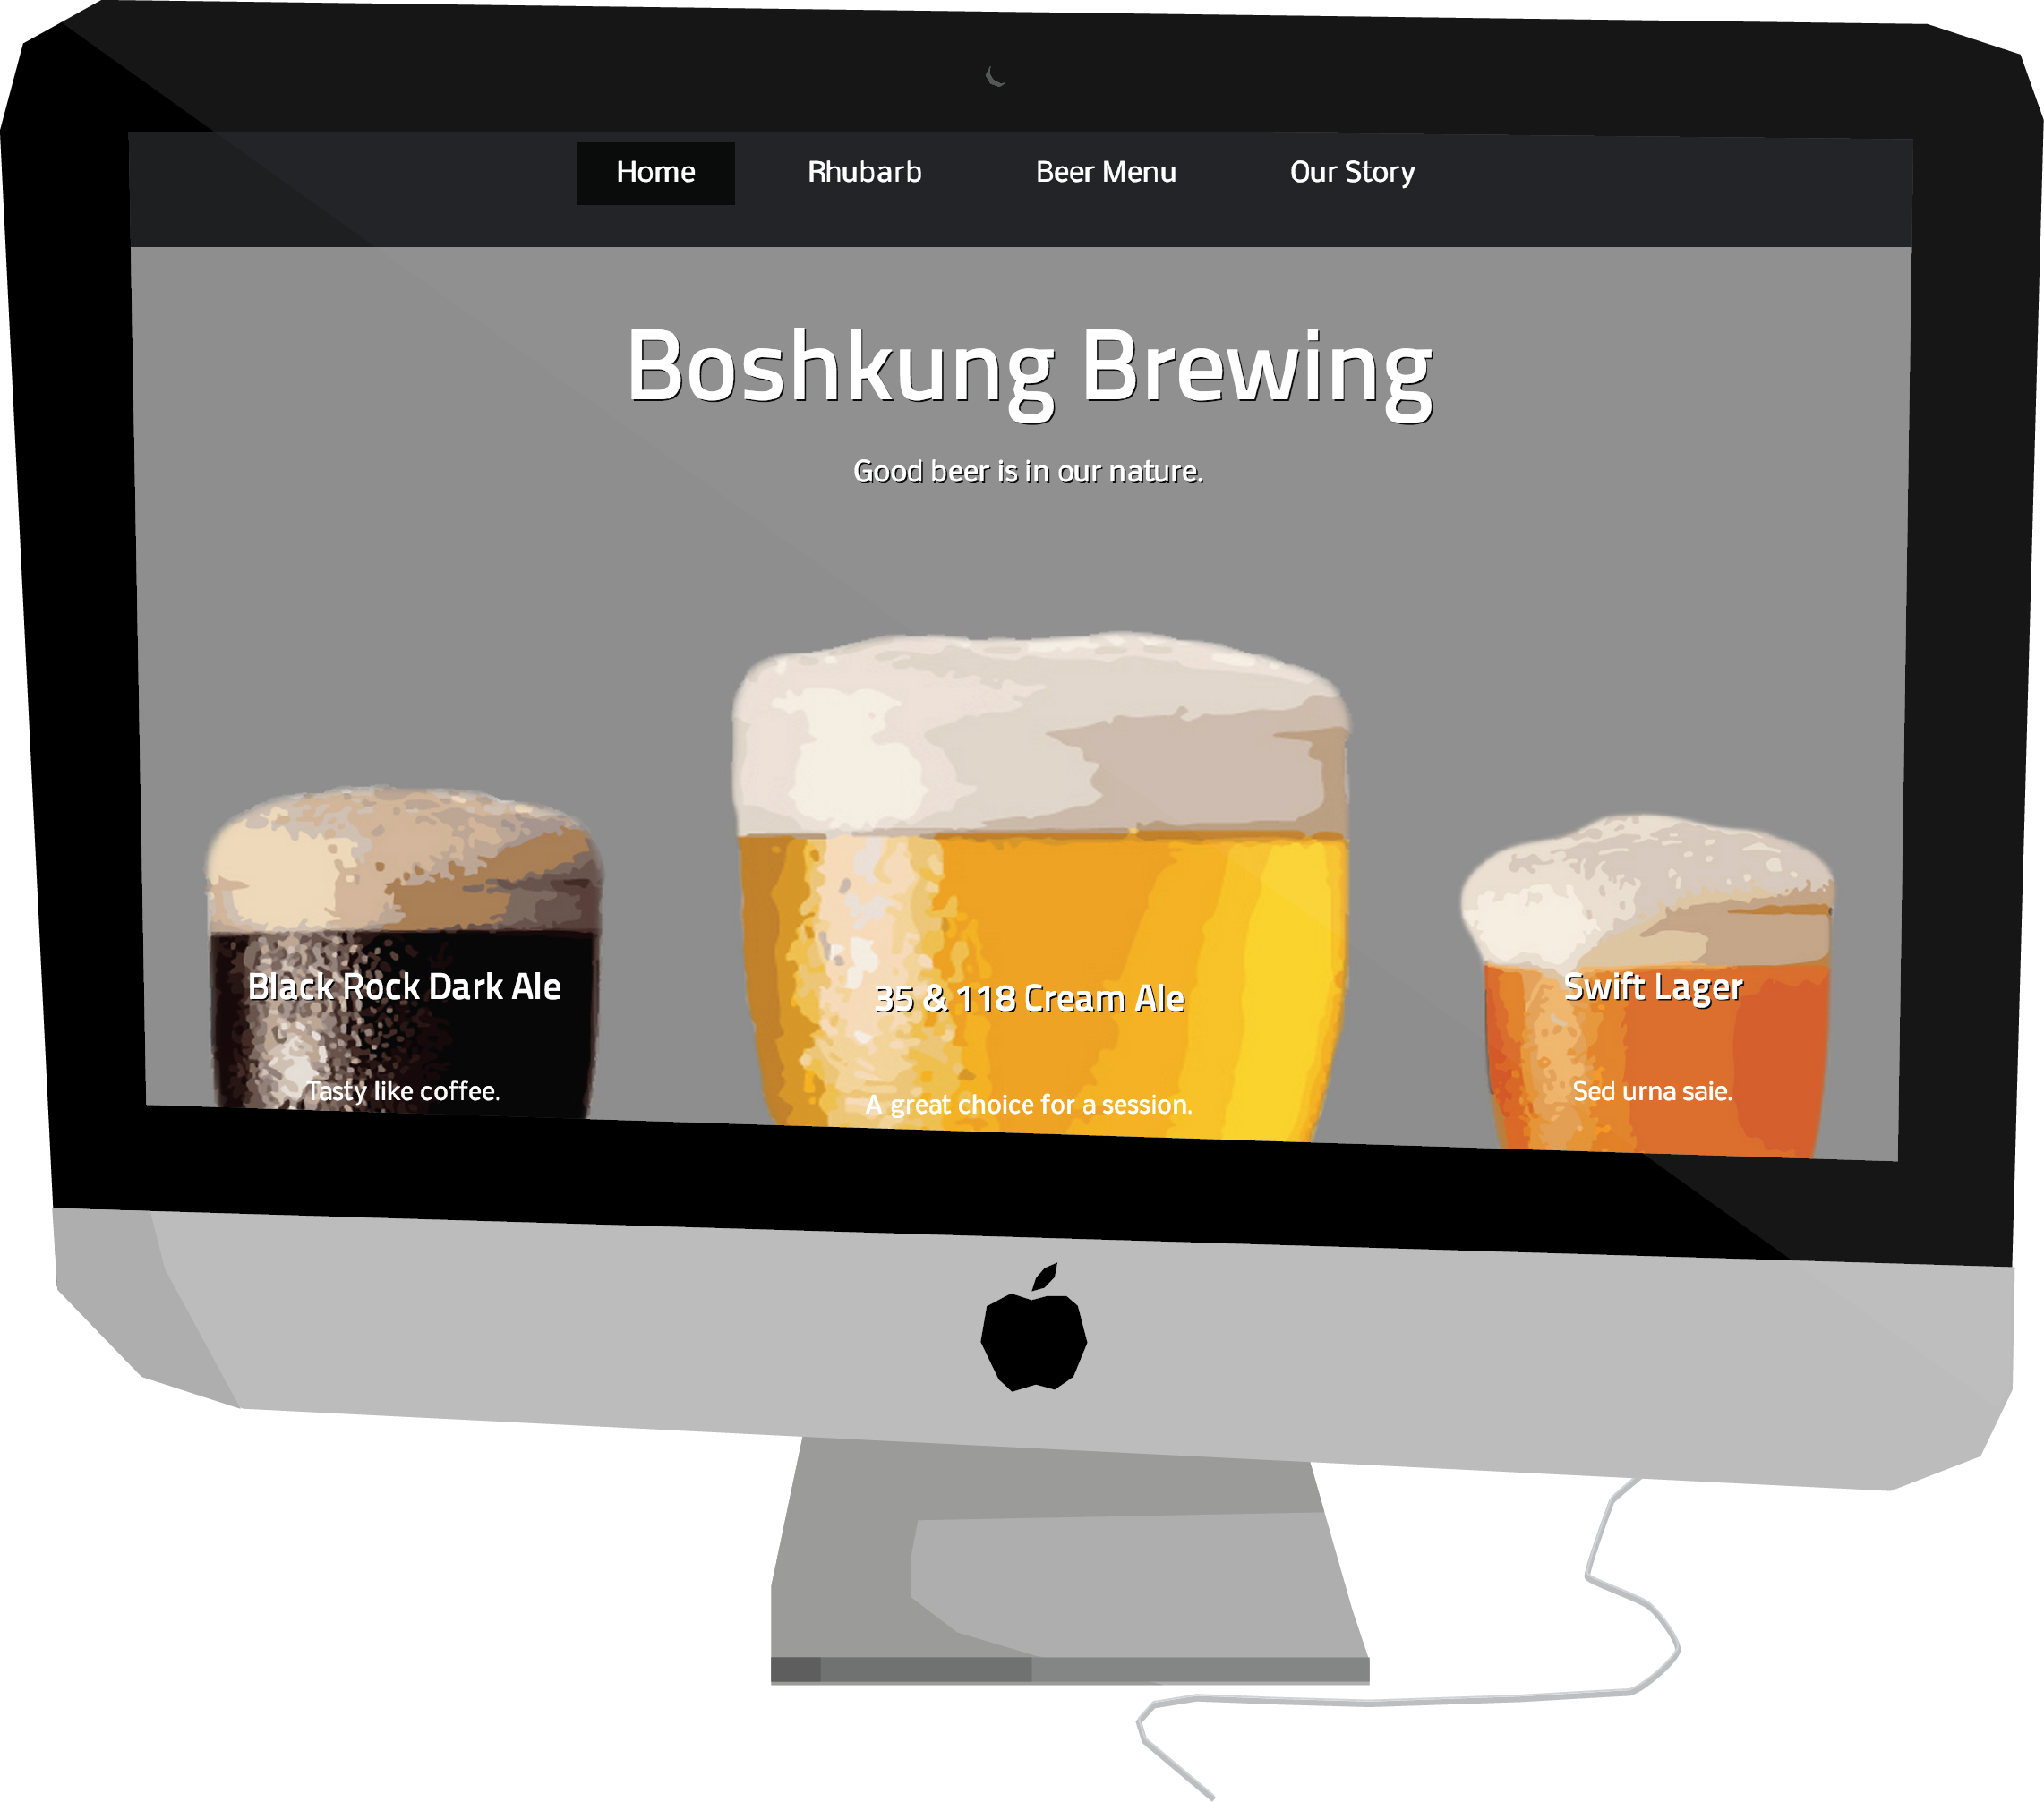 Home Rhubarb Beer Menu Our Story
Boshkung Brewing
Good beer is in our nature.
Black Rock Dark Ale
Tasty like coffee.
35 & 118 Cream Ale
A great choice for a session.
Swift Lager
Sed urna saie.